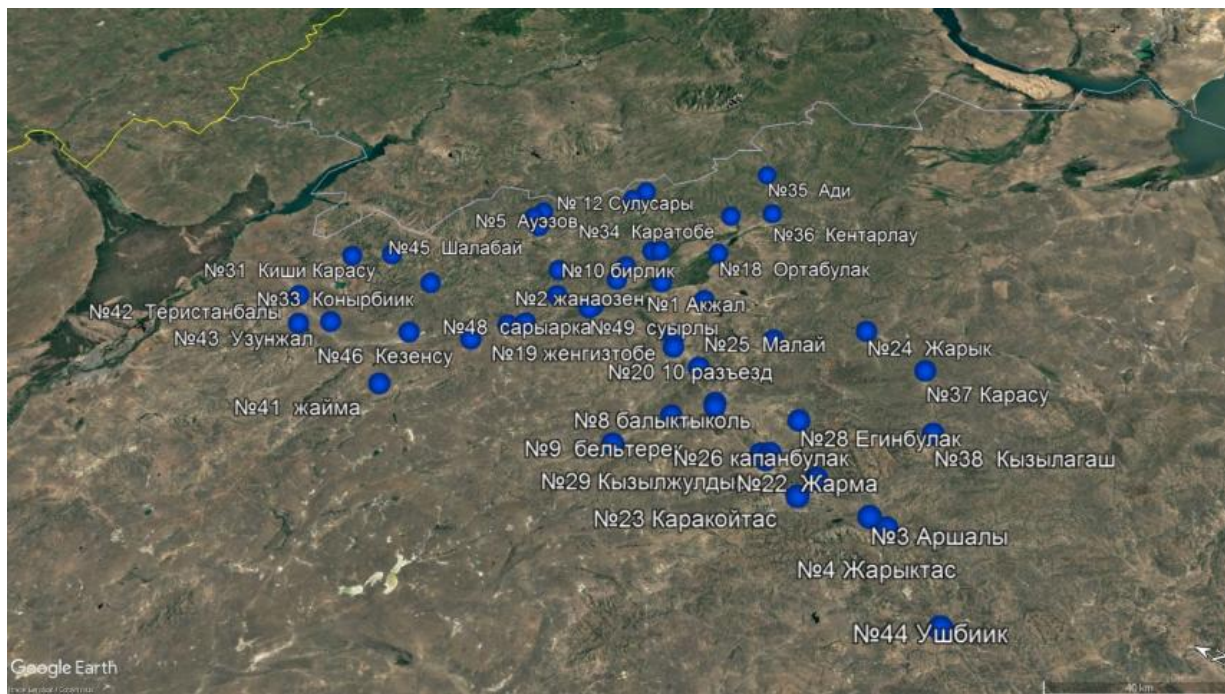 №35 Ади
№ 12 Сулусары
№5 Ауэзов
№34 Каратобе
№36 Кентарлау
№45 Шалабай
№31 Киши Карасу
№10 бирлик
№18 Ортабулак
№33 Конырбиик
№2 жанаозен
№1 Акжал
№42 Теристанбалы
№48 сарыарка
№49 суырлы
№43 Узунжал
№25 Малай
№24 Жарык
№46 Кезенсу
№19 женгизтобе
№20 10 разъезд
№37 Карасу
№41 жайма
№8 балыктыколь
№28 Егинбулак
№9 бельтерек
№26 капанбулак
№38 Кызылагаш
№29 Кызылжулды
№22 Жарма
№23 Каракойтас
№3 Аршалы
№4 Жарыктас
№44 Ушбиик
Google Earth
40 km